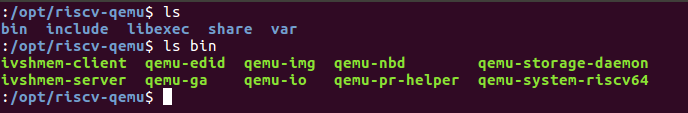 :/opt/riscv-qemu$ ls
bin include libexec share var
:/opt/riscv-qemu$ ls bin
ivshmem-client qemu-edid qemu-img qemu-nbd qemu-storage-daemon
ivshmem-server qemu-ga qemu-io qemu-pr-helper qemu-system-riscv64
:/opt/riscv-qemu$